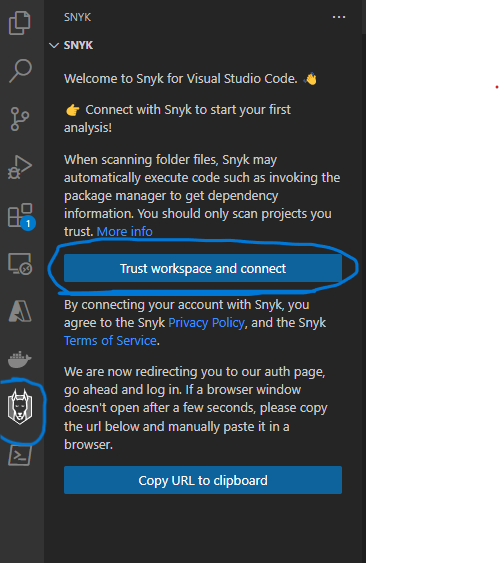 SNYK
SNYK
Welcome to Snyk for Visual Studio Code. 👋
👉 Connect with Snyk to start your first
analysis!
When scanning folder files, Snyk may
automatically execute code such as invoking the
package manager to get dependency
information. You should only scan projects you
trust. More info
1
Trust workspace and connect
By connecting your account with Snyk, you
agree to the Snyk Privacy Policy, and the Snyk
Terms of Service.
We are now redirecting you to our auth page,
go ahead and log in. If a browser window
doesn't open after a few seconds, please copy
the url below and manually paste it in a
browser.
Copy URL to clipboard